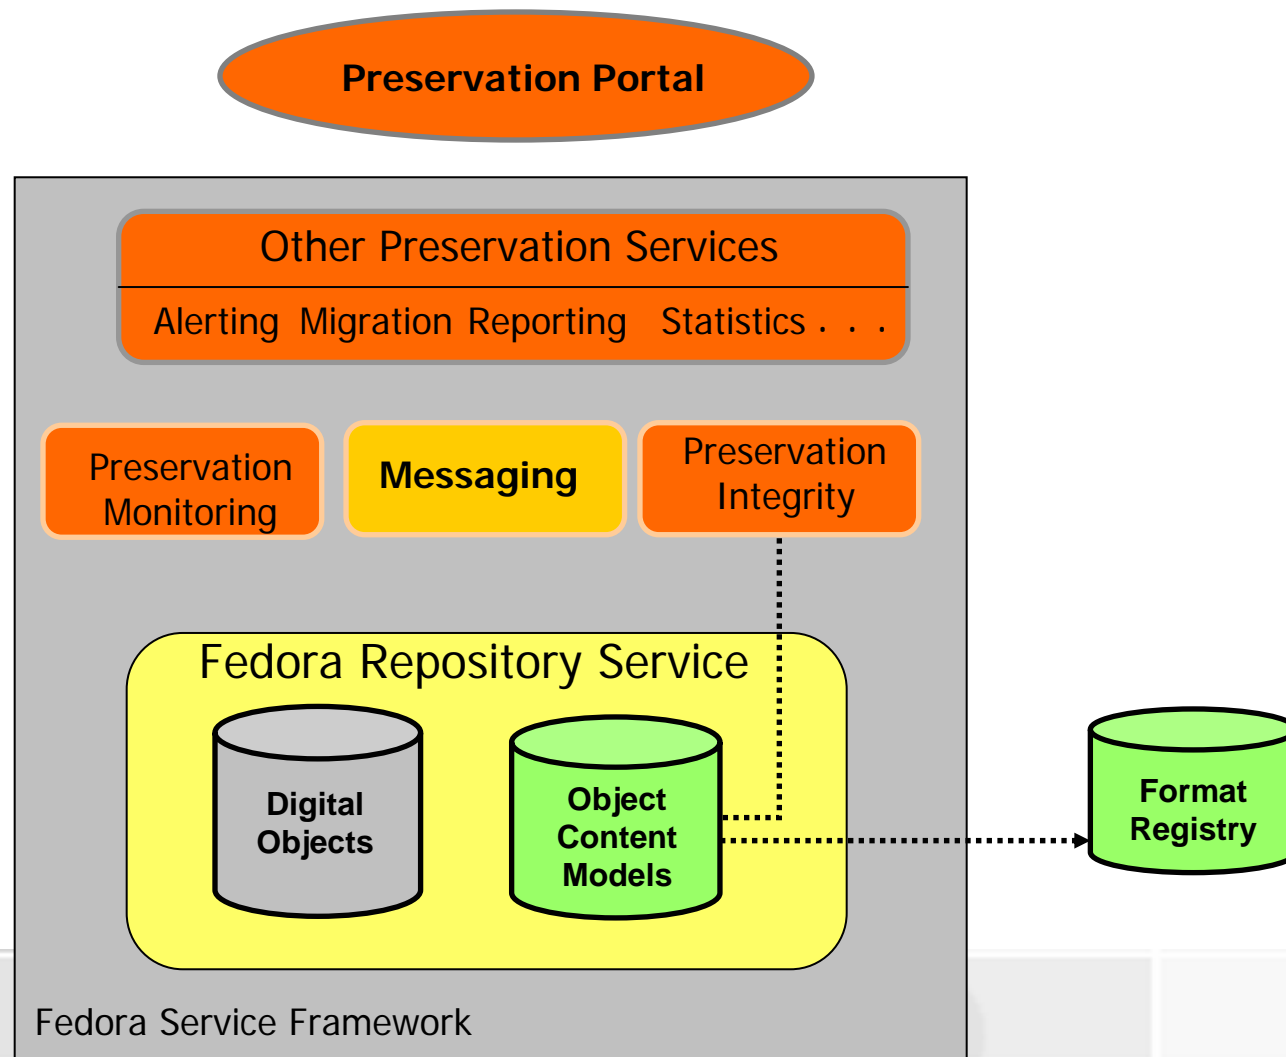 Preservation Portal
Other Preservation Services
Alerting Migration Reporting Statistics . . .
Preservation
Monitoring
Messaging
Preservation
Integrity
Fedora Repository Service
Digital
Objects
Object
Content
Models
Format
Registry
Fedora Service Framework